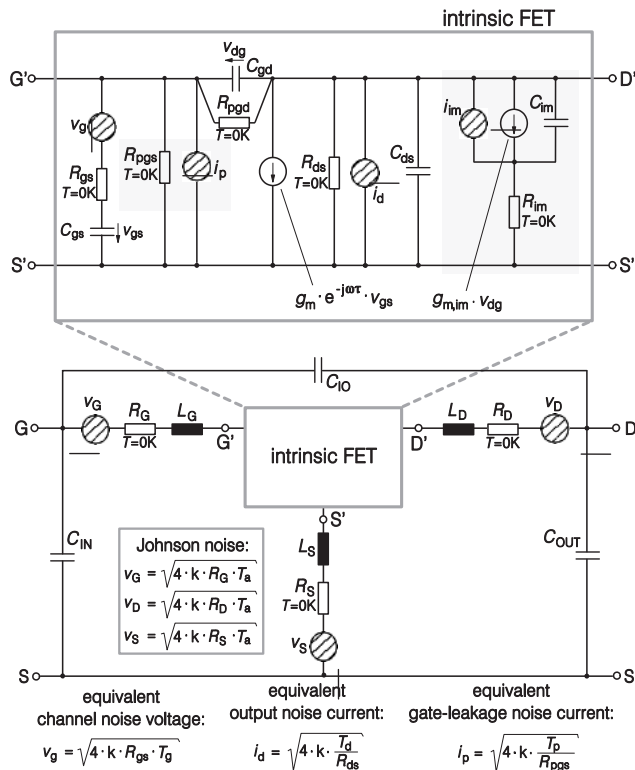 intrinsic FET
G' D'
v_dg C_gd
R_pgd
T=0K
v_g
R_gs
T=0K
C_gs v_gs
R_pgs
T=0K
i_p
R_ds
T=0K
i_d
C_ds
i_im C_im
R_im
T=0K
S' S'
g_m · e^-jωτ · v_gs
g_m,im · v_dg
C_IO
G v_G R_G L_G G'
T=0K
intrinsic FET
D' L_D R_D v_D D
T=0K
S'
C_IN
L_S
R_S
T=0K
v_S
C_OUT
Johnson noise:
v_G = √4 · k · R_G · T_a
v_D = √4 · k · R_D · T_a
v_S = √4 · k · R_S · T_a
S S
equivalent
channel noise voltage:
v_g = √4 · k · R_gs · T_g
equivalent
output noise current:
i_d = √4 · k · T_d/R_ds
equivalent
gate-leakage noise current:
i_p = √4 · k · T_p/R_pgs